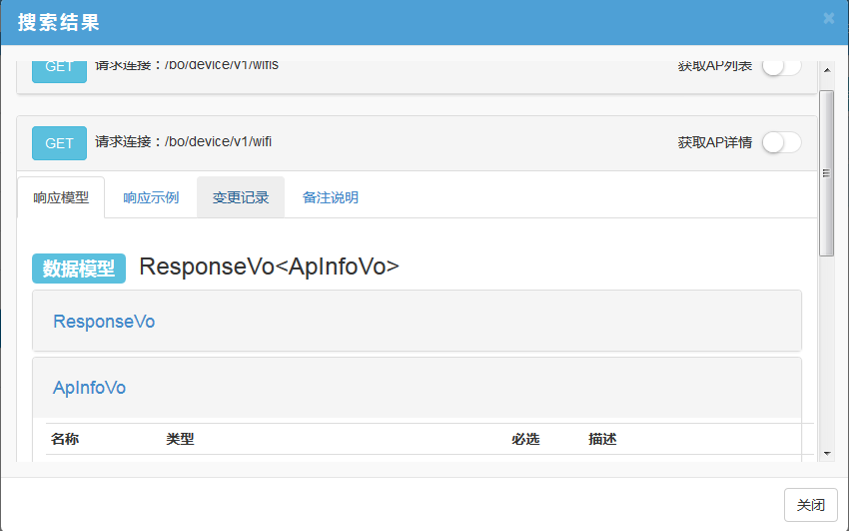 搜索结果
×
GET 请求连接：/bo/device/v1/wifis 获取AP列表
GET 请求连接：/bo/device/v1/wifi 获取AP详情
响应模型 响应示例 变更记录 备注说明
数据模型 ResponseVo<ApInfoVo>
ResponseVo
ApInfoVo
名称 类型 必选 描述
关闭